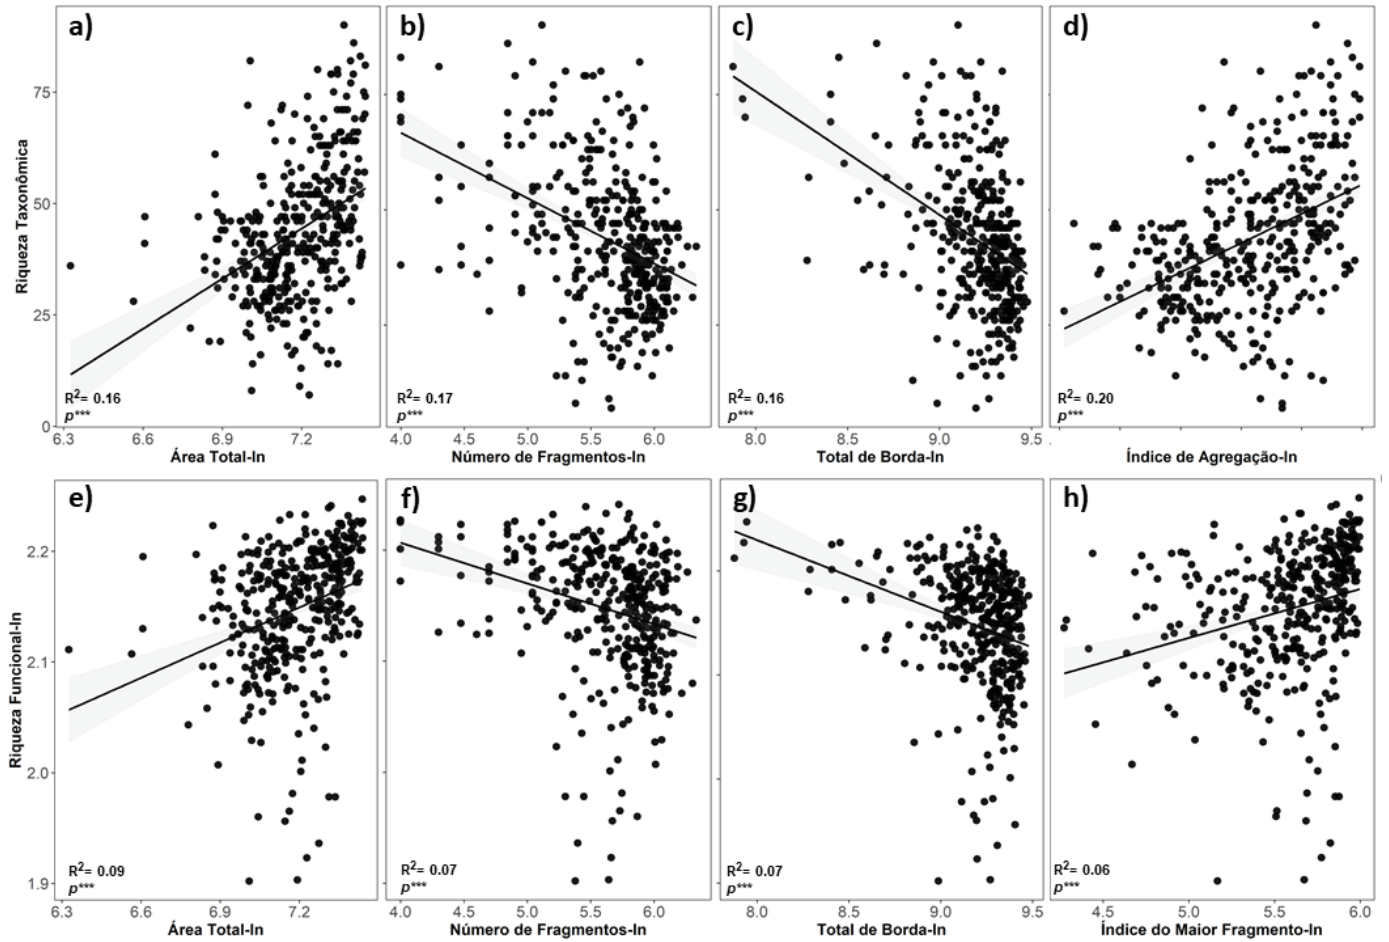 a)
b)
c)
d)
Riqueza Taxonômica
75
50
25
0
R²= 0.16
p***
R²= 0.17
p***
R²= 0.16
p***
R²= 0.20
p***
6.3 6.6 6.9 7.2
4.0 4.5 5.0 5.5 6.0
8.0 8.5 9.0 9.5
Área Total-ln
Número de Fragmentos-ln
Total de Borda-ln
Índice de Agregação-ln
e)
f)
g)
h)
Riqueza Funcional-ln
2.2
2.1
2.0
1.9
R²= 0.09
p***
R²= 0.07
p***
R²= 0.07
p***
R²= 0.06
p***
6.3 6.6 6.9 7.2
4.0 4.5 5.0 5.5 6.0
8.0 8.5 9.0 9.5
4.5 5.0 5.5 6.0
Área Total-ln
Número de Fragmentos-ln
Total de Borda-ln
Índice do Maior Fragmento-ln